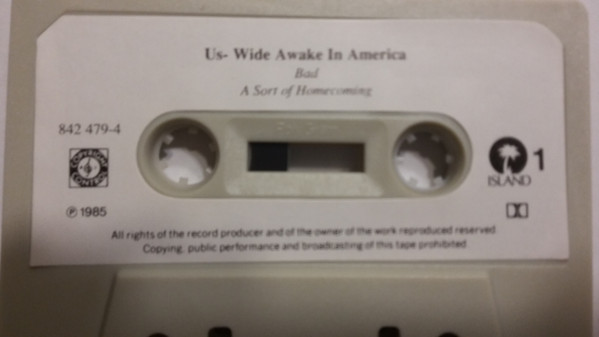 Us- Wide Awake In America
Bad
A Sort of Homecoming
842 479-4
COPYRIGHT CONTROL
ISLAND
1
℗ 1985
All rights of the record producer and of the owner of the work reproduced reserved
Copying, public performance and broadcasting of this tape prohibited